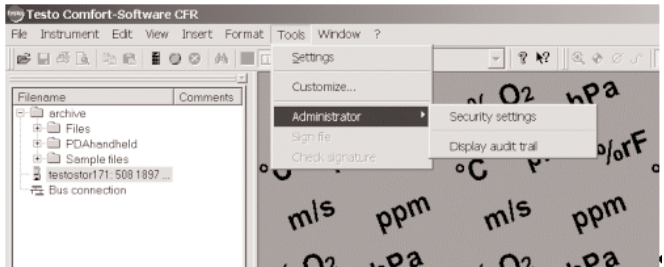 Testo Comfort-Software CFR
File Instrument Edit View Insert Format Tools Window ?
Settings
Customize...
Administrator
Security settings
Sign file
Display audit trail
Check signature
Filename Comments
archive
Files
PDAhandheld
Sample files
testostor171: 508 1897 ...
Bus connection
O2 hPa
°C %rF
m/s ppm m/s ppm
O2 hPa O2 hPa